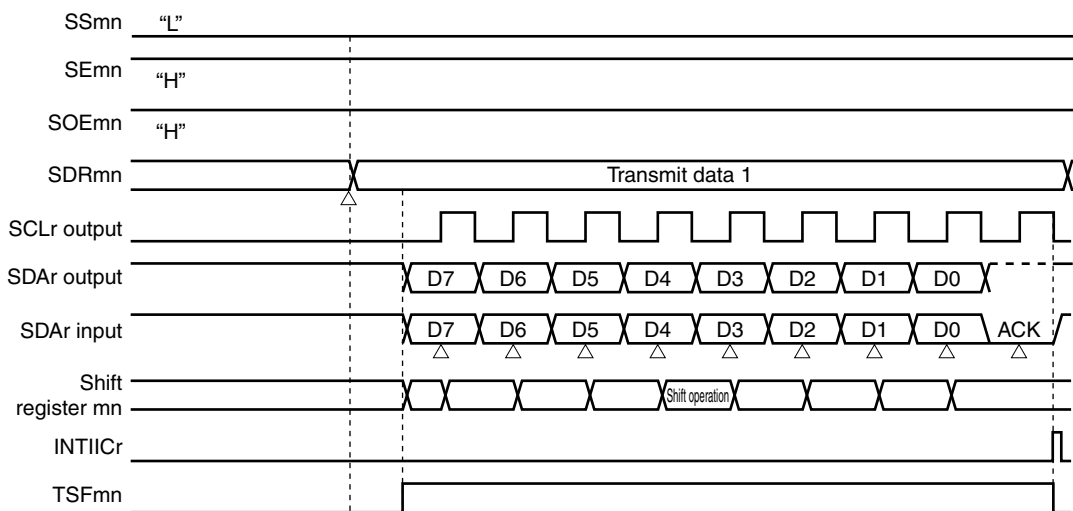 SSmn "L"
SEmn "H"
SOEmn "H"
SDRmn Transmit data 1
SCLr output
SDAr output D7 D6 D5 D4 D3 D2 D1 D0
SDAr input D7 D6 D5 D4 D3 D2 D1 D0 ACK
Shift
register mn Shift operation
INTIICr
TSFmn